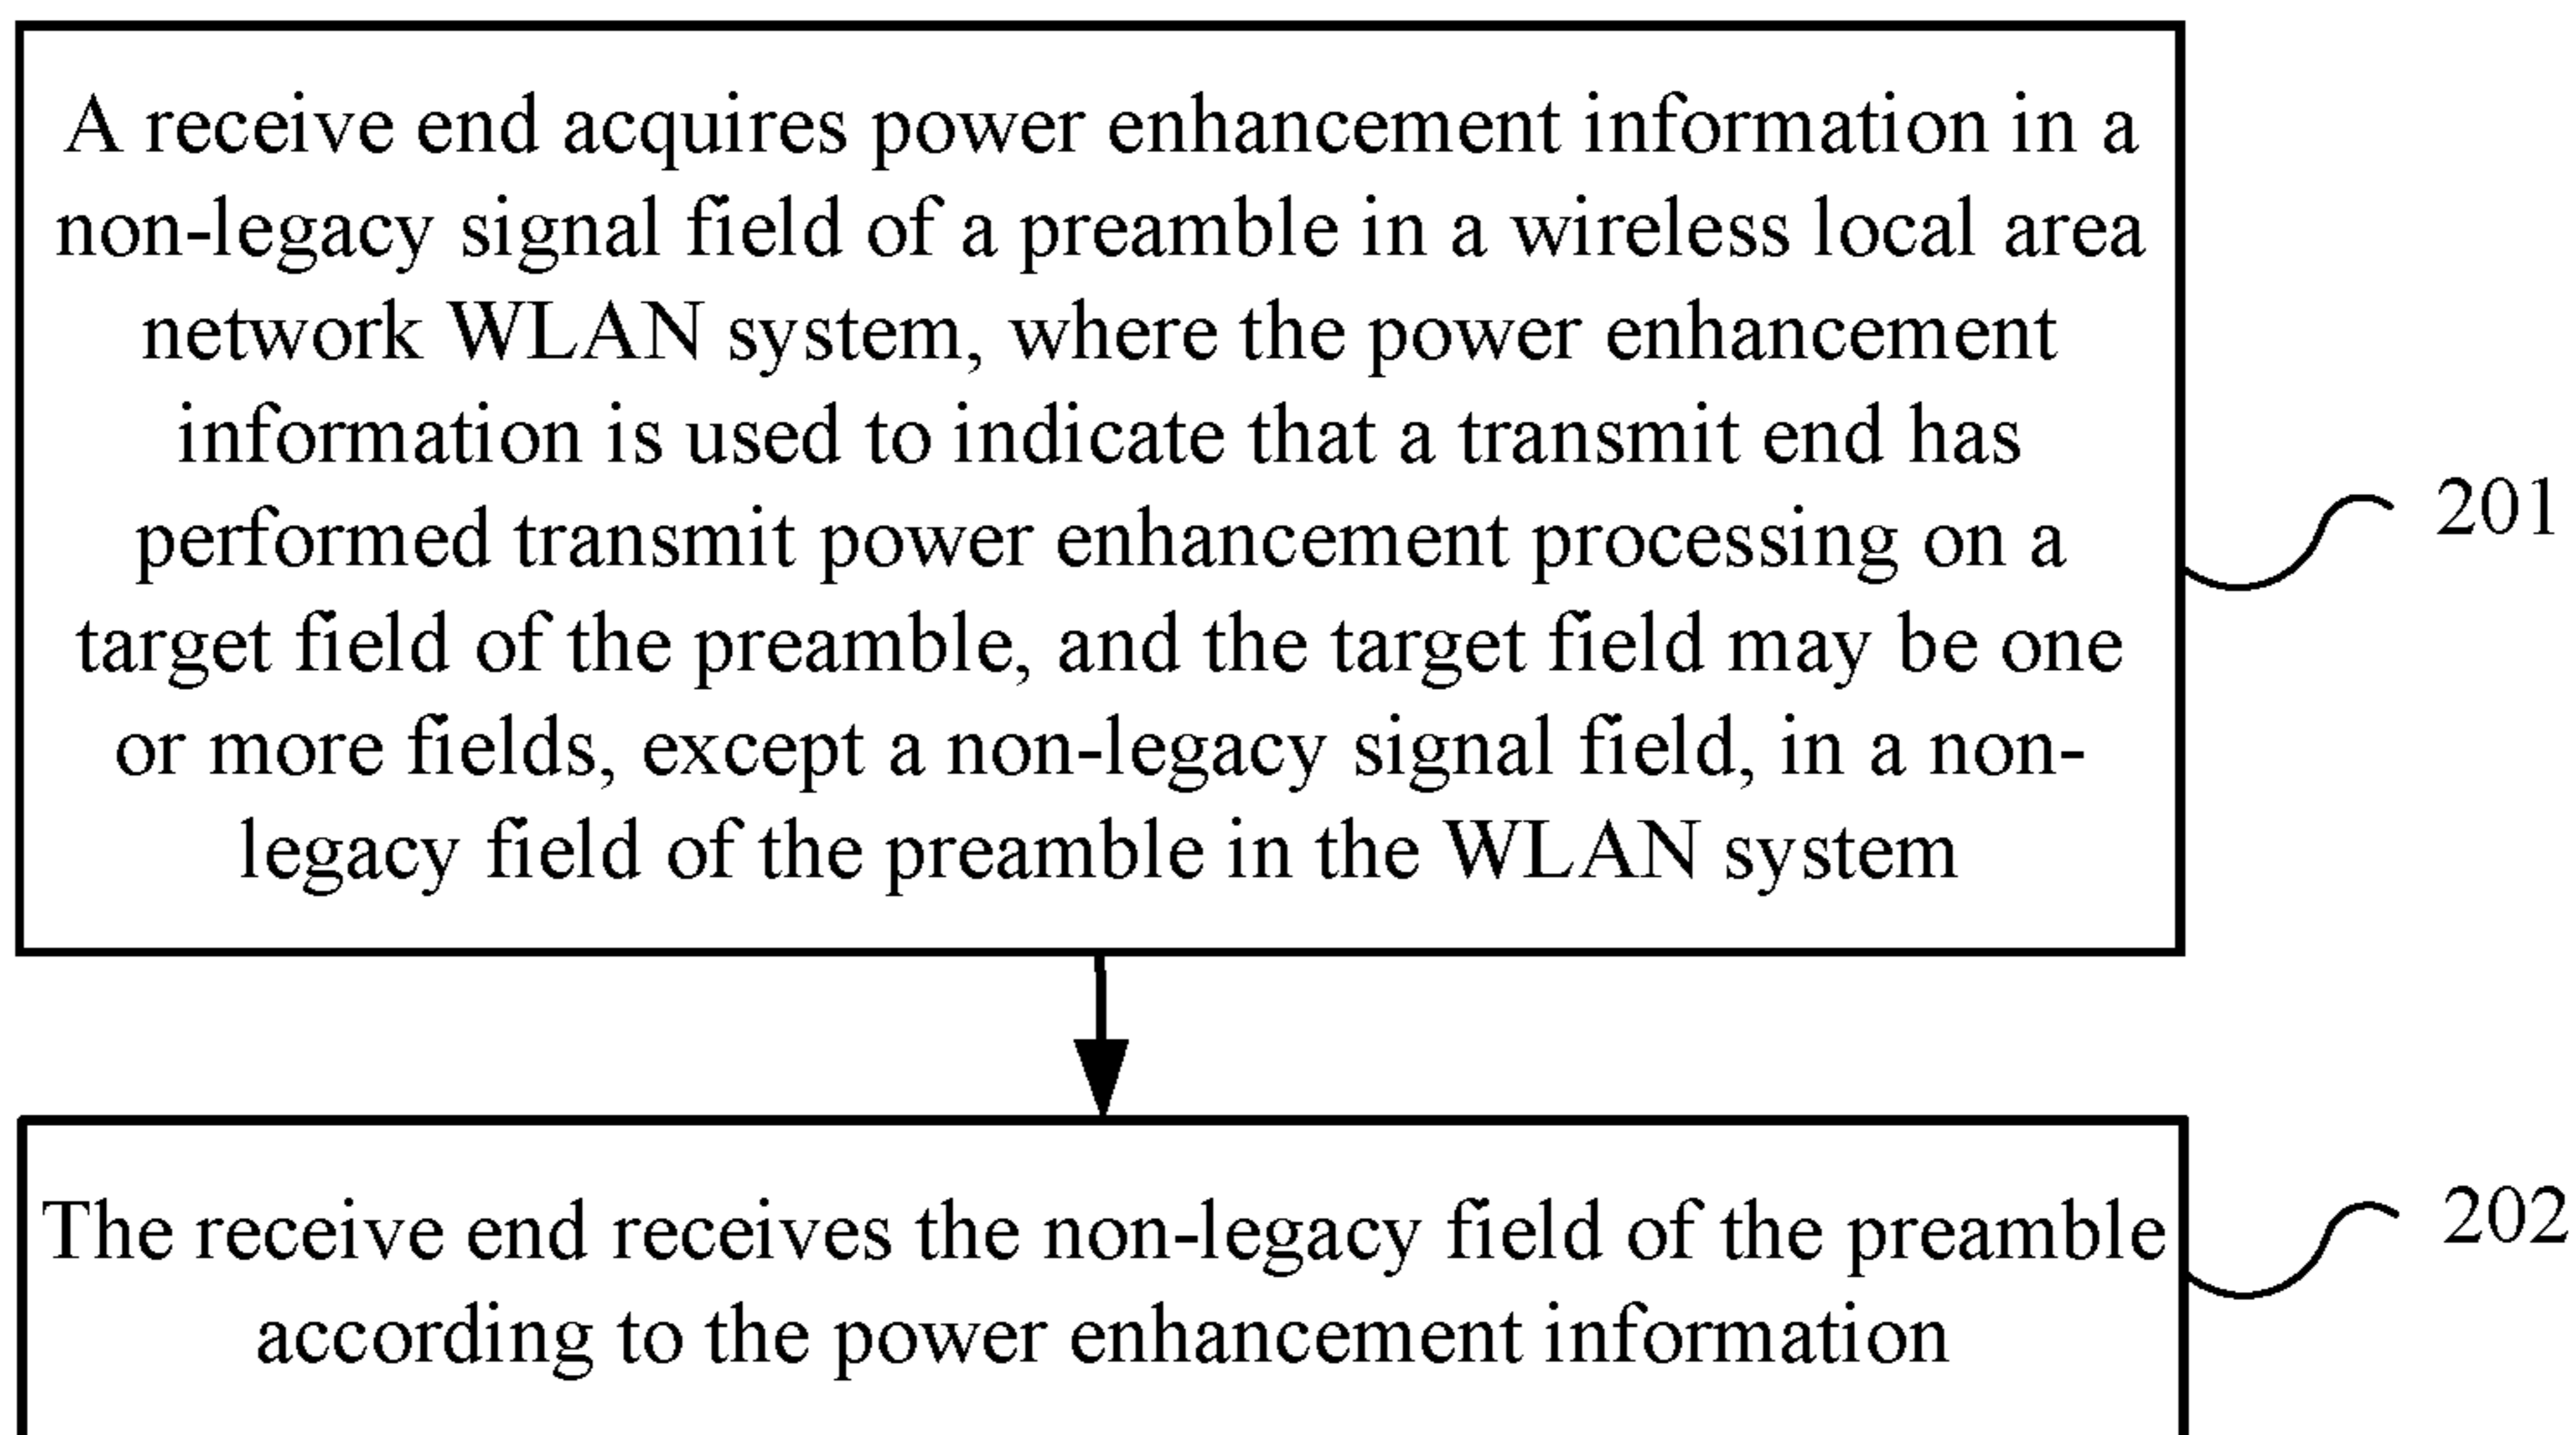 A receive end acquires power enhancement information in a
non-legacy signal field of a preamble in a wireless local area
network WLAN system, where the power enhancement
information is used to indicate that a transmit end has
performed transmit power enhancement processing on a
target field of the preamble, and the target field may be one
or more fields, except a non-legacy signal field, in a non-
legacy field of the preamble in the WLAN system
201
The receive end receives the non-legacy field of the preamble
according to the power enhancement information
202